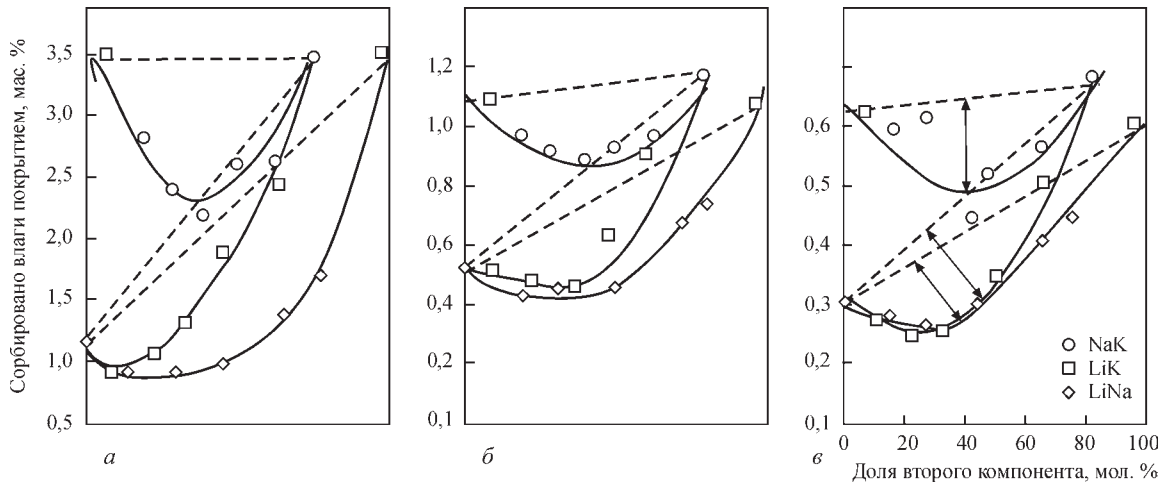 Сорбировано влаги покрытием, мас. %
3,5
3,0
2,5
2,0
1,5
1,0
0,5
а
1,2
1,0
0,8
0,6
0,4
0,2
0,1
б
0,6
0,5
0,4
0,3
0,2
0,1
NaK
LiK
LiNa
0 20 40 60 80 100
в
Доля второго компонента, мол. %